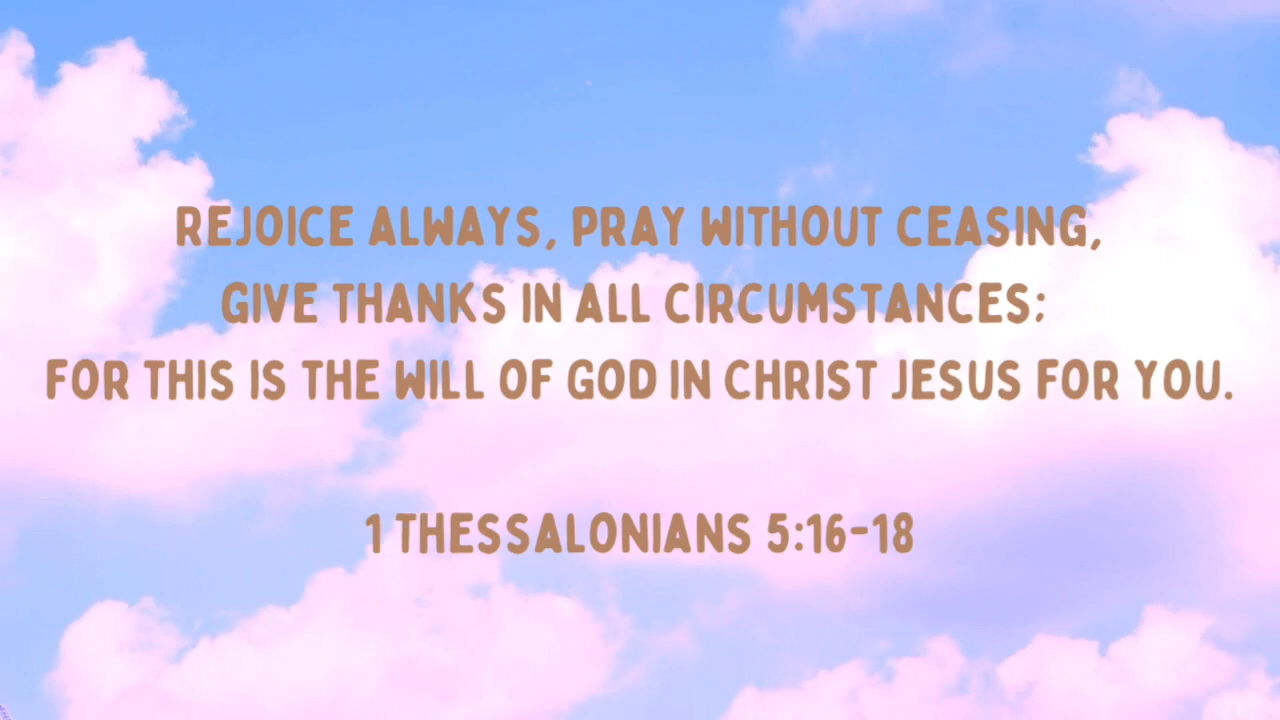 REJOICE ALWAYS, PRAY WITHOUT CEASING,
GIVE THANKS IN ALL CIRCUMSTANCES:
FOR THIS IS THE WILL OF GOD IN CHRIST JESUS FOR YOU.
1 THESSALONIANS 5:16-18